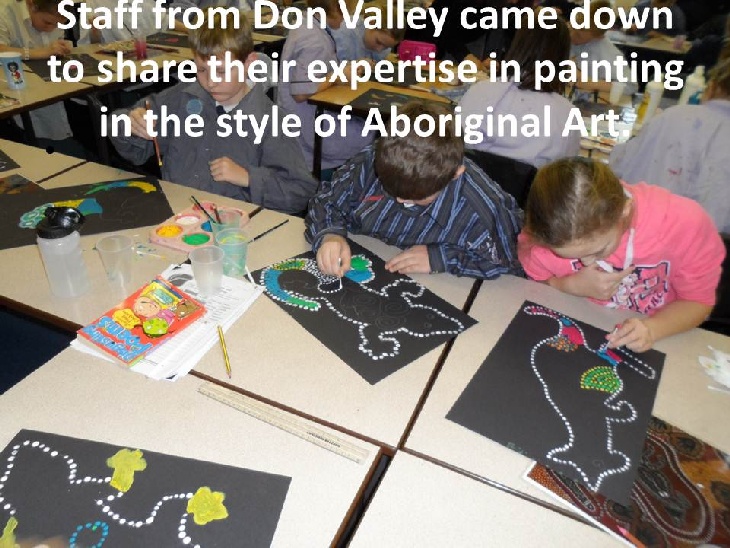 Staff from Don Valley came down
to share their expertise in painting
in the style of Aboriginal Art.